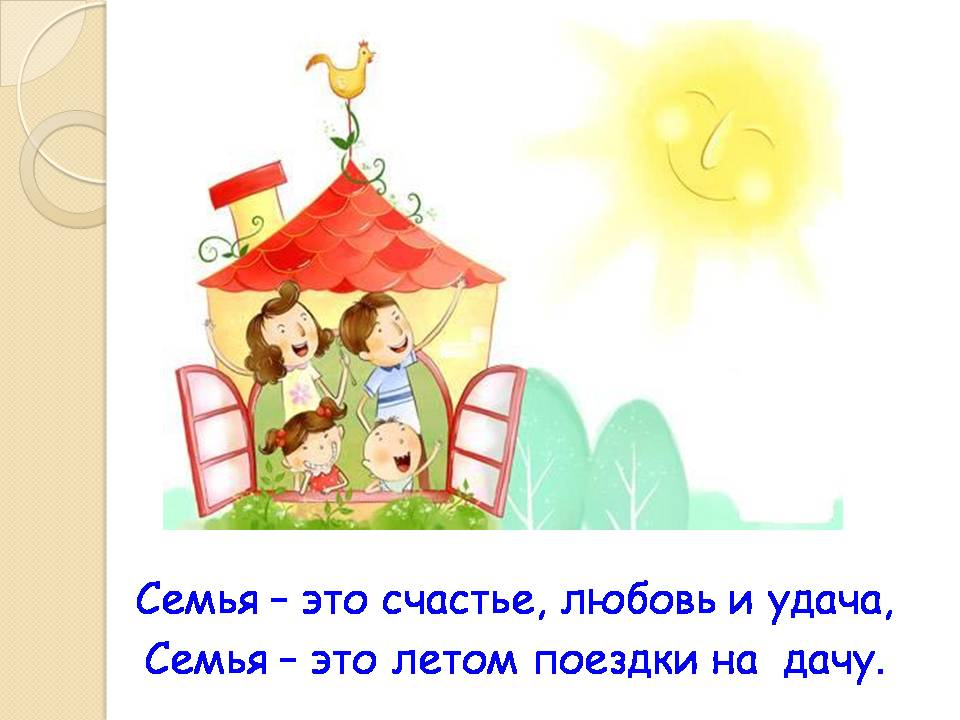 Семья – это счастье, любовь и удача,
Семья – это летом поездки на дачу.